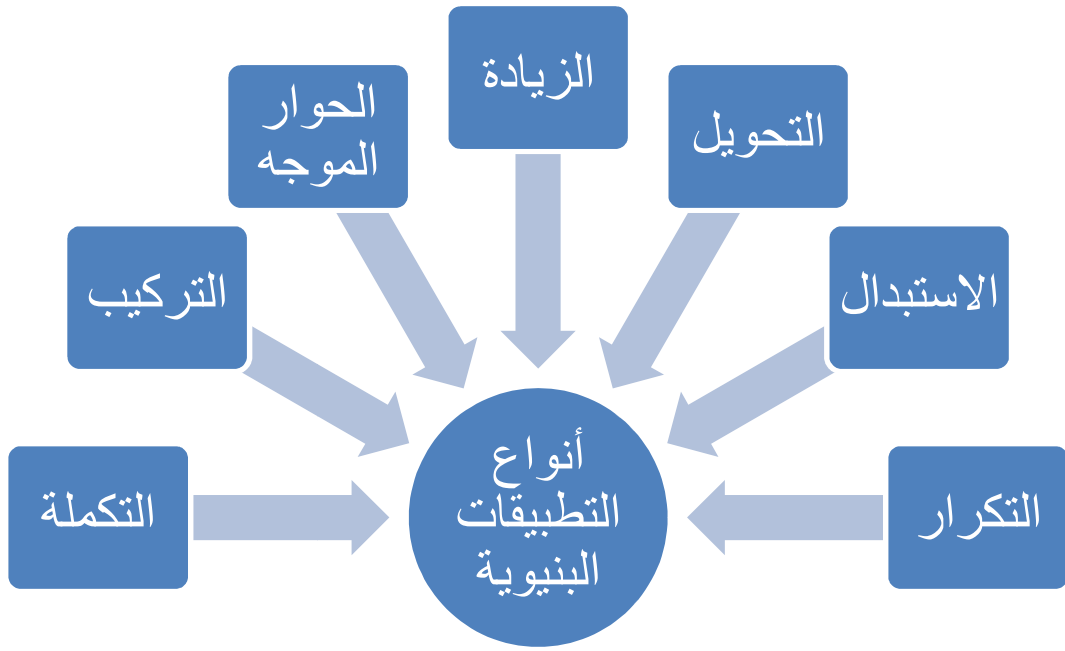 الزيادة
التحويل
الحوار
الموجه
الاستبدال
التركيب
التكرار
التكملة
أنواع
التطبيقات
البنيوية